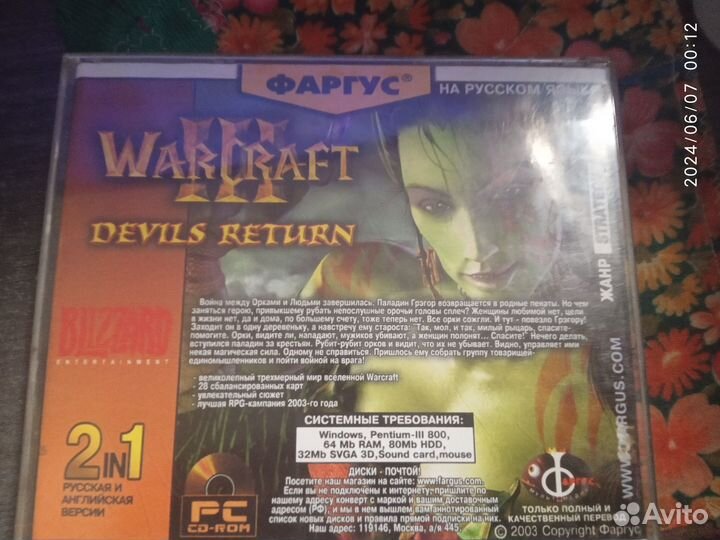 ФАРГУС®
НА РУССКОМ ЯЗЫКЕ
2024/06/07 00:12
WARCRAFT
III
DEVILS RETURN
ЖАНР STRATEGY
BLIZZARD
ENTERTAINMENT
Война между Орками и Людьми завершилась. Паладин Грэгор возвращается в родные пенаты. Но чем
заняться герою, привыкшему рубать непослушные орочьи головы сплеч? Женщины любимой нет, цели
в жизни нет, да и дома, по большему счету, тоже теперь нет. Все орки сожгли. И тут - повезло Грэгору!
Заходит он в одну деревеньку, а навстречу ему староста: 'Так, мол, и так, милый рыцарь, спасите-
помогите. Орки, видите ли, нападают, мужиков убивают, а женщин полонят... Спасите!' Нечего делать,
вступился паладин за крестьян. Рубит-рубит орков и видит, что их не убывает. Видно, управляет ими
некая магическая сила. Одному не справиться. Пришлось ему собрать группу товарищей-
единомышленников и пойти войной на врага!
- великолепный трехмерный мир вселенной Warcraft
- 28 сбалансированных карт
- увлекательный сюжет
- лучшая RPG-кампания 2003-го года
СИСТЕМНЫЕ ТРЕБОВАНИЯ:
Windows, Pentium-III 800,
64 Mb RAM, 80Mb HDD,
32Mb SVGA 3D,Sound card,mouse
2IN1
РУССКАЯ И
АНГЛИЙСКАЯ
ВЕРСИИ
PC
CD-ROM
ДИСКИ - ПОЧТОЙ!
Посетите наш магазин на сайте: www.fargus.com
Если вы не подключены к интернету,пришлите по
нашему адресу конверт с маркой и вашим доставочным
адресом (РФ), и мы в нем вышлем вам аннотированный
список новых дисков и правила прямой подписки на них.
Наш адрес: 119146, Москва, а/я 445.
WWW.FARGUS.COM
ФАРГУС
ТОЛЬКО ПОЛНЫЙ И
КАЧЕСТВЕННЫЙ ПЕРЕВОД
© 2003 Copyright Фаргус
Avito